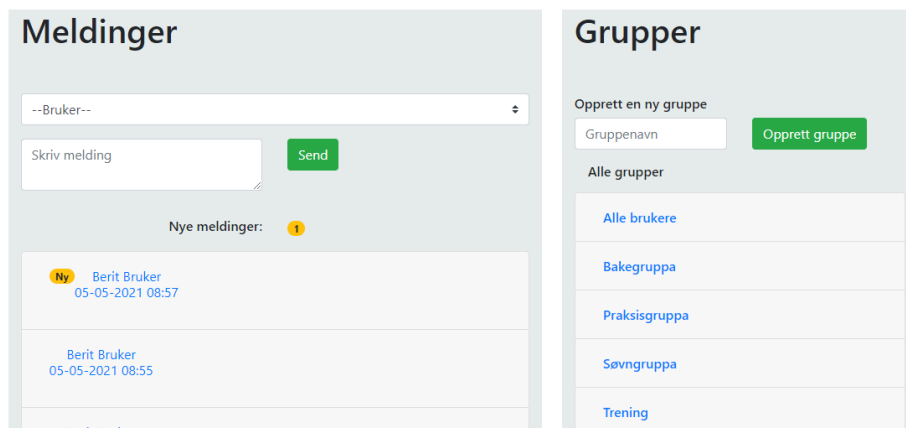 Meldinger
--Bruker--
Skriv melding
Send
Nye meldinger:
1
Ny Berit Bruker
05-05-2021 08:57
Berit Bruker
05-05-2021 08:55
Grupper
Opprett en ny gruppe
Gruppenavn
Opprett gruppe
Alle grupper
Alle brukere
Bakegruppa
Praksisgruppa
Søvngruppa
Trening